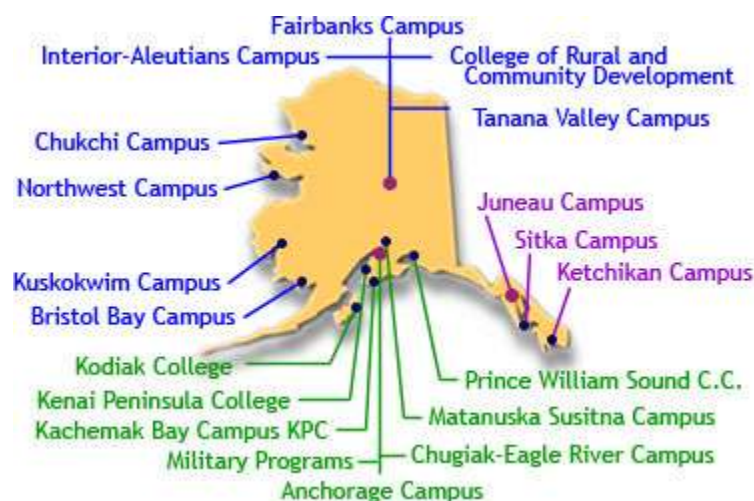 Fairbanks Campus
Interior-Aleutians Campus
College of Rural and
Community Development
Tanana Valley Campus
Chukchi Campus
Northwest Campus
Juneau Campus
Sitka Campus
Ketchikan Campus
Kuskokwim Campus
Bristol Bay Campus
Kodiak College
Kenai Peninsula College
Kachemak Bay Campus KPC
Military Programs
Anchorage Campus
Prince William Sound C.C.
Matanuska Susitna Campus
Chugiak-Eagle River Campus